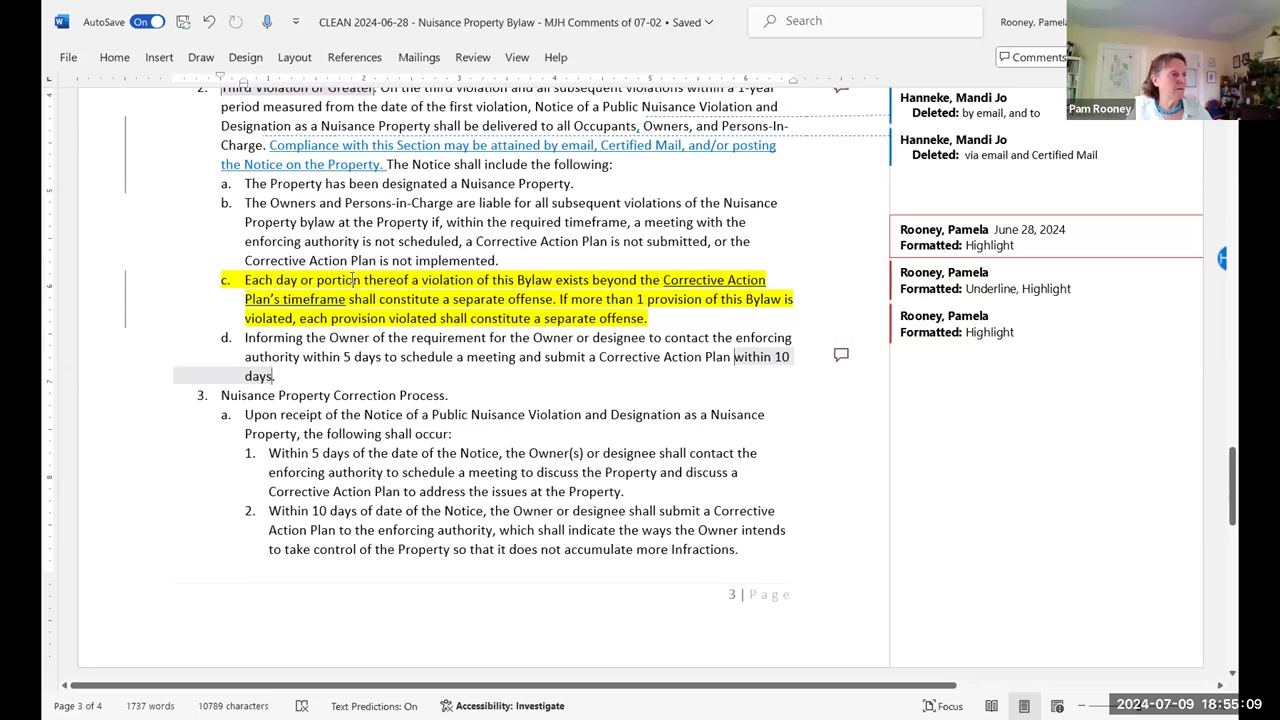 AutoSave On CLEAN 2024-06-28 - Nuisance Property Bylaw - MJH Comments of 07-02 • Saved Search Rooney, Pamela
File Home Insert Draw Design Layout References Mailings Review View Help Comments
Pam Rooney
2. Third Violation or Greater. On the third violation and all subsequent violations within a 1-year
period measured from the date of the first violation, Notice of a Public Nuisance Violation and
Designation as a Nuisance Property shall be delivered to all Occupants, Owners, and Persons-In-
Charge. Compliance with this Section may be attained by email, Certified Mail, and/or posting
the Notice on the Property. The Notice shall include the following:
a. The Property has been designated a Nuisance Property.
b. The Owners and Persons-in-Charge are liable for all subsequent violations of the Nuisance
Property bylaw at the Property if, within the required timeframe, a meeting with the
enforcing authority is not scheduled, a Corrective Action Plan is not submitted, or the
Corrective Action Plan is not implemented.
c. Each day or portion thereof a violation of this Bylaw exists beyond the Corrective Action
Plan's timeframe shall constitute a separate offense. If more than 1 provision of this Bylaw is
violated, each provision violated shall constitute a separate offense.
d. Informing the Owner of the requirement for the Owner or designee to contact the enforcing
authority within 5 days to schedule a meeting and submit a Corrective Action Plan within 10
days.
3. Nuisance Property Correction Process.
a. Upon receipt of the Notice of a Public Nuisance Violation and Designation as a Nuisance
Property, the following shall occur:
1. Within 5 days of the date of the Notice, the Owner(s) or designee shall contact the
enforcing authority to schedule a meeting to discuss the Property and discuss a
Corrective Action Plan to address the issues at the Property.
2. Within 10 days of date of the Notice, the Owner or designee shall submit a Corrective
Action Plan to the enforcing authority, which shall indicate the ways the Owner intends
to take control of the Property so that it does not accumulate more Infractions.
3 | Page
Hanneke, Mandi Jo
Deleted: by email, and to
Hanneke, Mandi Jo
Deleted: via email and Certified Mail
Rooney, Pamela June 28, 2024
Formatted: Highlight
Rooney, Pamela
Formatted: Underline, Highlight
Rooney, Pamela
Formatted: Highlight
Page 3 of 4 1737 words 10789 characters Text Predictions: On Accessibility: Investigate Focus
2024-07-09 18:55:09